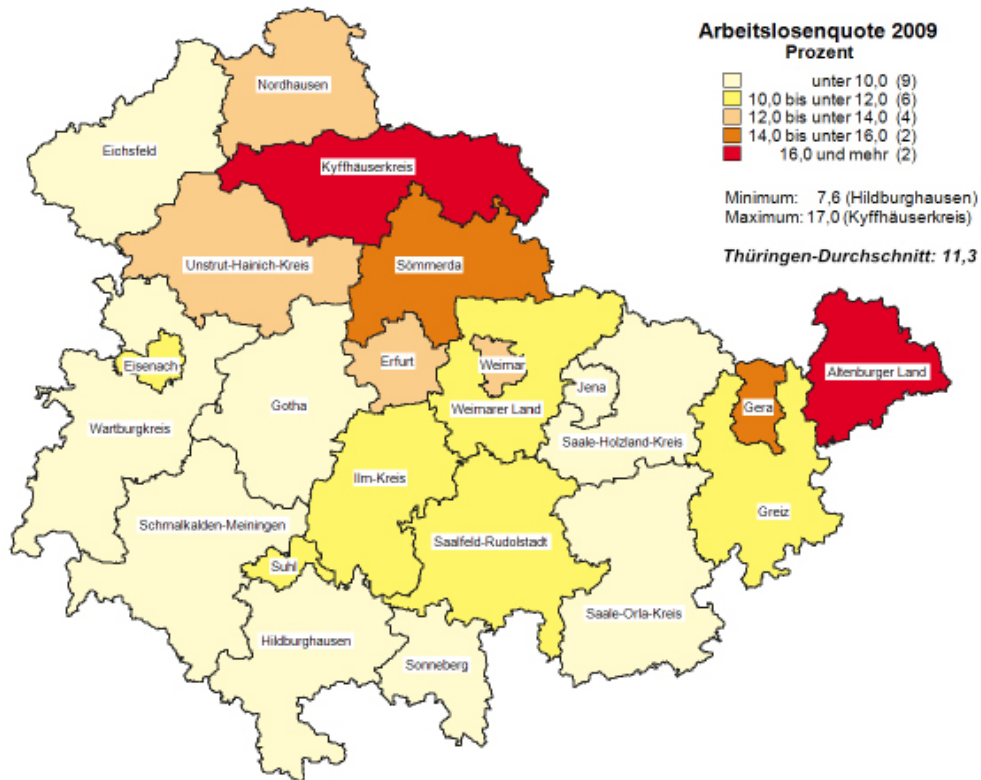 Arbeitslosenquote 2009
Prozent
unter 10,0 (9)
10,0 bis unter 12,0 (6)
12,0 bis unter 14,0 (4)
14,0 bis unter 16,0 (2)
16,0 und mehr (2)
Minimum: 7,6 (Hildburghausen)
Maximum: 17,0 (Kyffhäuserkreis)
Thüringen-Durchschnitt: 11,3
Nordhausen
Eichsfeld
Kyffhäuserkreis
Unstrut-Hainich-Kreis
Sömmerda
Eisenach
Erfurt
Weimar
Altenburger Land
Jena
Gotha
Weimarer Land
Gera
Wartburgkreis
Saale-Holzland-Kreis
Ilm-Kreis
Greiz
Schmalkalden-Meiningen
Saalfeld-Rudolstadt
Suhl
Saale-Orla-Kreis
Hildburghausen
Sonneberg